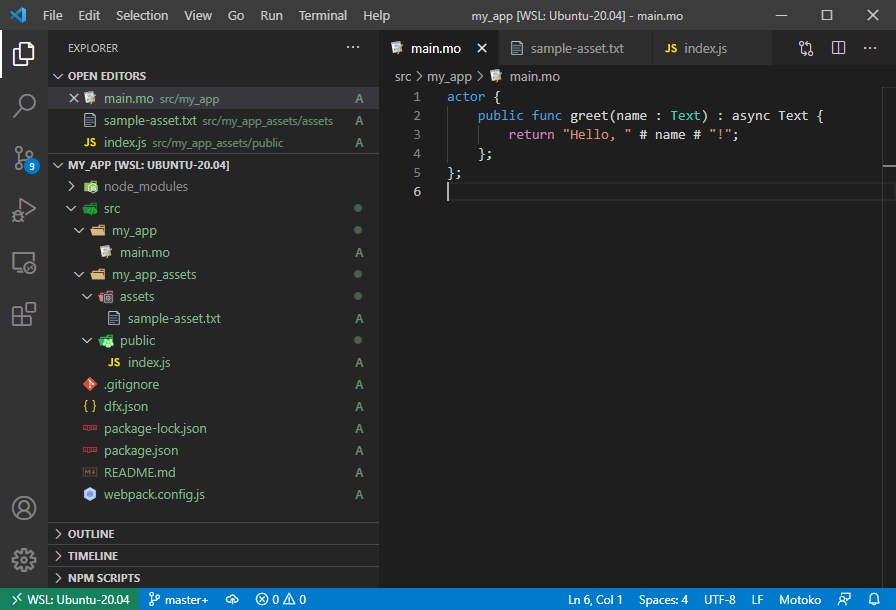 File Edit Selection View Go Run Terminal Help my_app [WSL: Ubuntu-20.04] - main.mo
EXPLORER
OPEN EDITORS
main.mo src/my_app A
sample-asset.txt src/my_app_assets/assets A
JS index.js src/my_app_assets/public A
MY_APP [WSL: UBUNTU-20.04]
node_modules
src
my_app
main.mo A
my_app_assets
assets
sample-asset.txt A
public
JS index.js A
.gitignore A
{ } dfx.json A
package-lock.json A
package.json A
README.md A
webpack.config.js A
OUTLINE
TIMELINE
NPM SCRIPTS
9
main.mo sample-asset.txt JS index.js
src > my_app > main.mo
1 actor {
2 public func greet(name : Text) : async Text {
3 return "Hello, " # name # "!";
4 };
5 };
6
WSL: Ubuntu-20.04 master+ 0 0 Ln 6, Col 1 Spaces: 4 UTF-8 LF Motoko